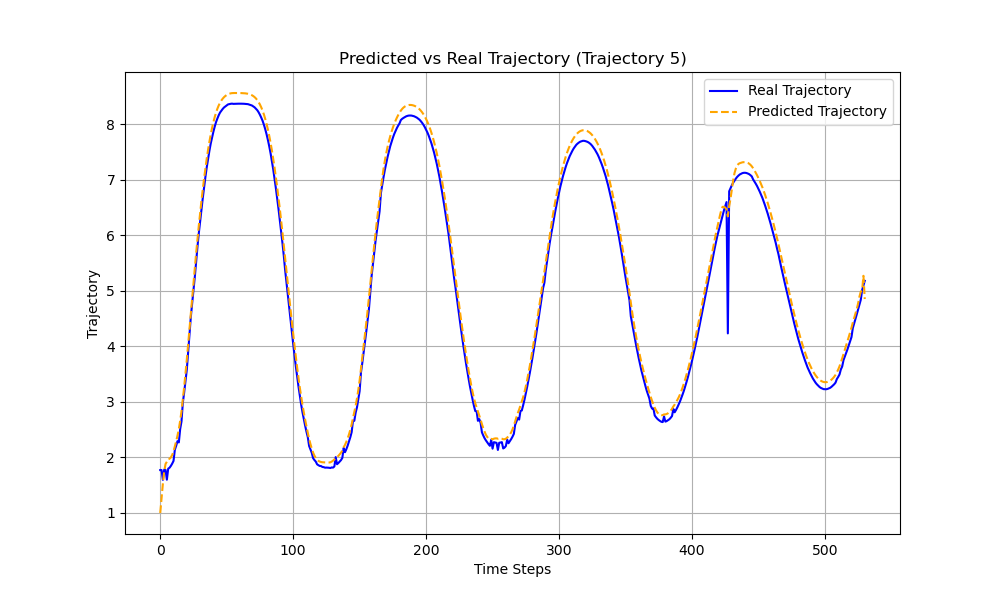 Predicted vs Real Trajectory (Trajectory 5)
Real Trajectory
Predicted Trajectory
8
7
6
5
4
3
2
1
Trajectory
0 100 200 300 400 500
Time Steps